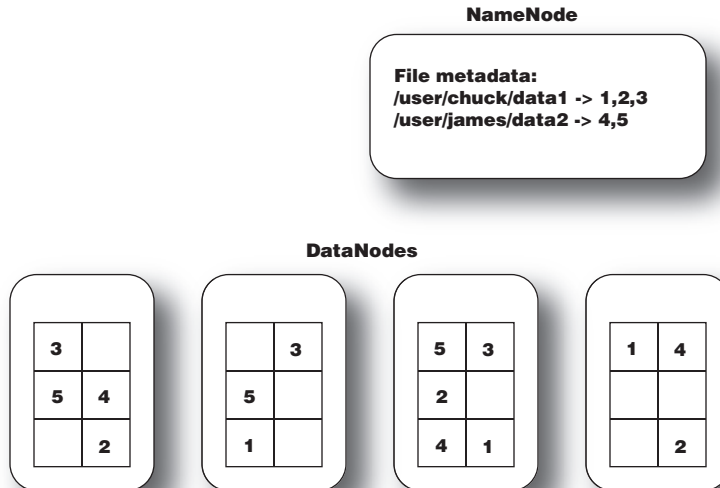 NameNode
File metadata:
/user/chuck/data1 -> 1,2,3
/user/james/data2 -> 4,5
DataNodes
3
5 4
2
3
5
1
5 3
2
4 1
1 4
2